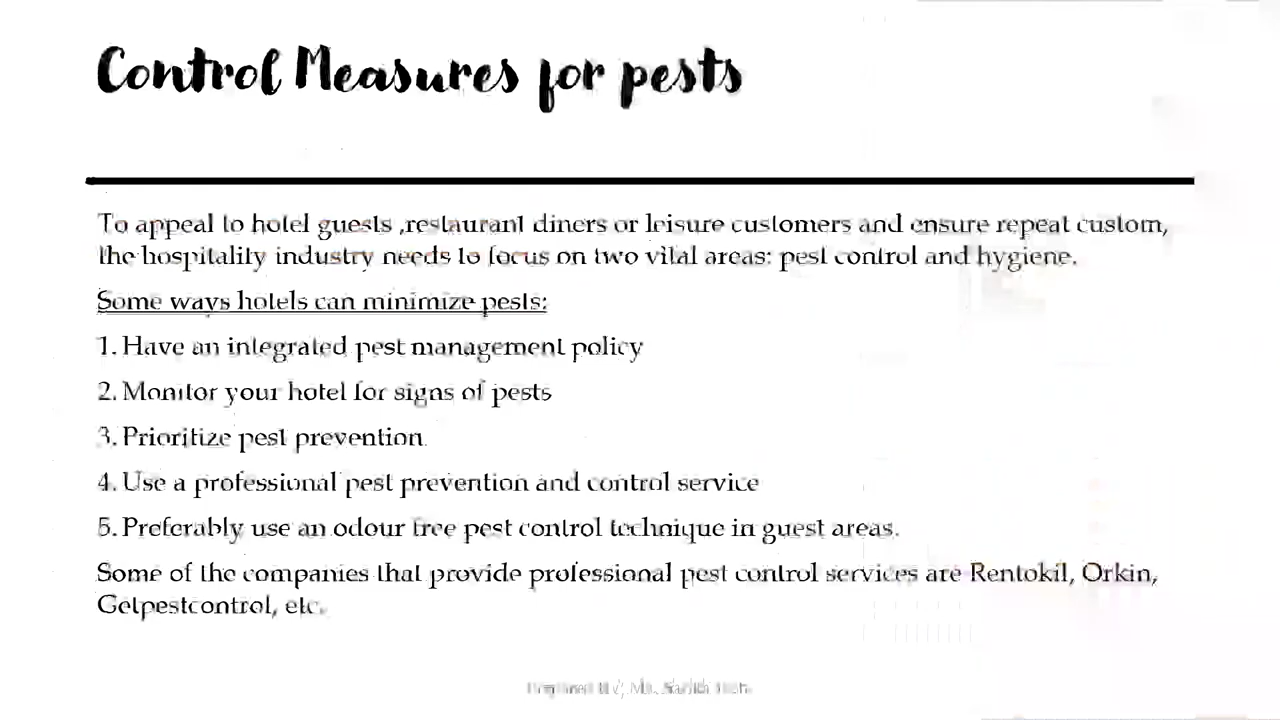 Control Measures for pests
To appeal to hotel guests ,restaurant diners or leisure customers and ensure repeat custom,
the hospitality industry needs to focus on two vital areas: pest control and hygiene.
Some ways hotels can minimize pests:
1. Have an integrated pest management policy
2. Monitor your hotel for signs of pests
3. Prioritize pest prevention
4. Use a professional pest prevention and control service
5. Preferably use an odour free pest control technique in guest areas.
Some of the companies that provide professional pest control services are Rentokil, Orkin,
Getpestcontrol, etc.